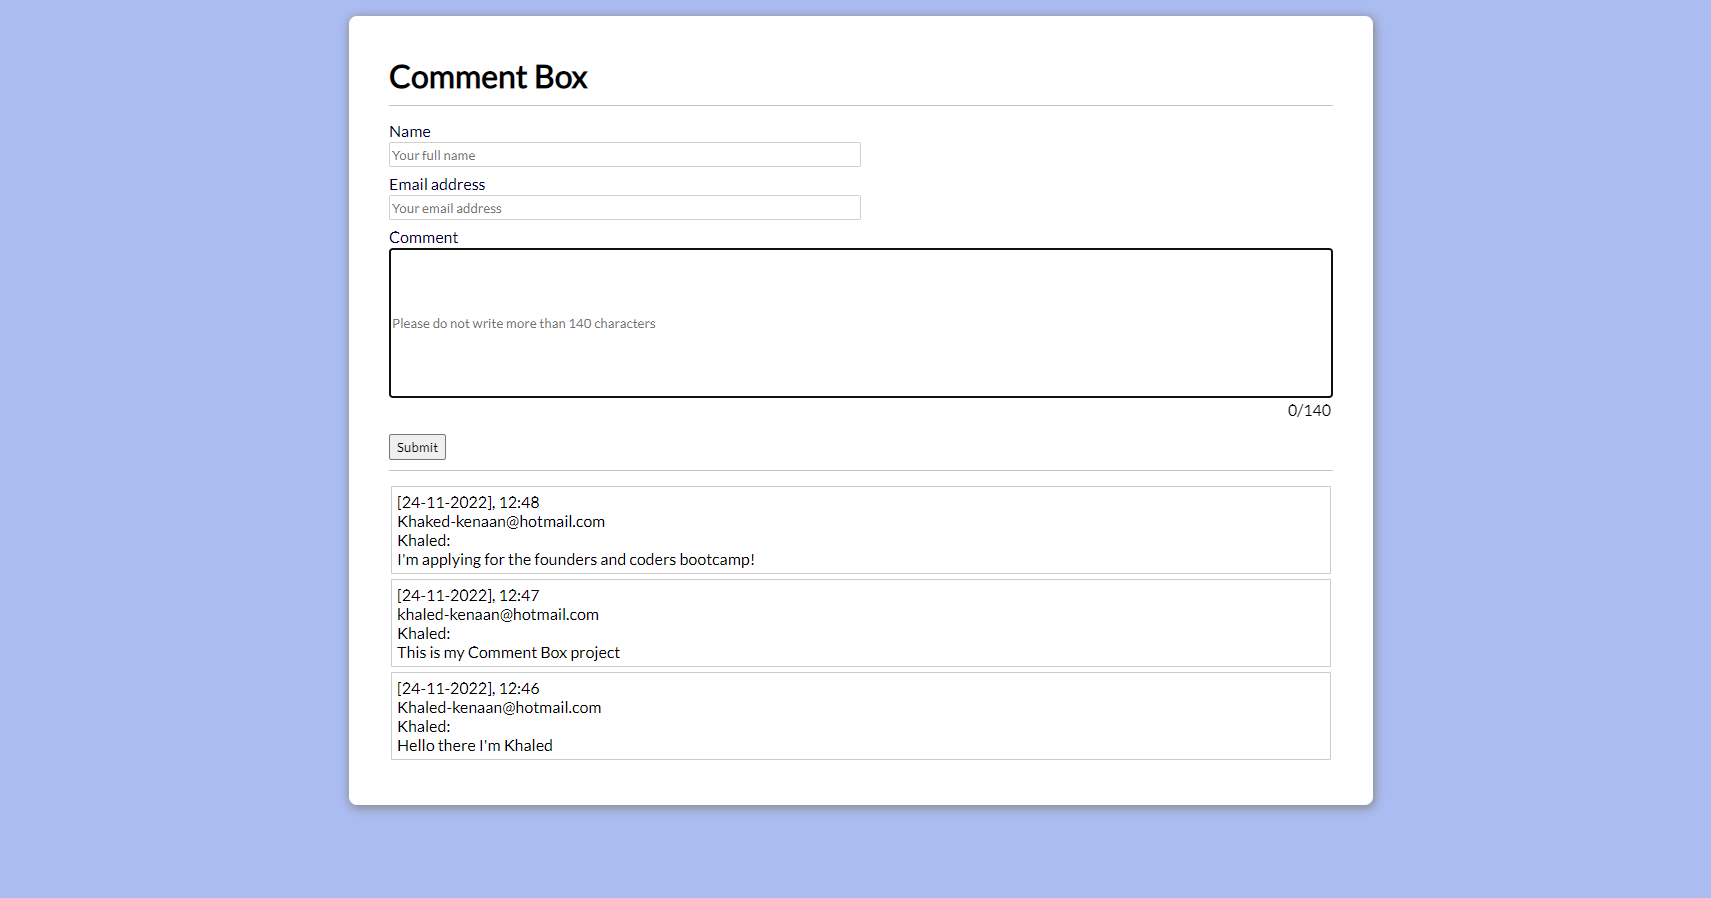 Comment Box
Name
Your full name
Email address
Your email address
Comment
Please do not write more than 140 characters
0/140
Submit
[24-11-2022], 12:48
Khaked-kenaan@hotmail.com
Khaled:
I'm applying for the founders and coders bootcamp!
[24-11-2022], 12:47
khaled-kenaan@hotmail.com
Khaled:
This is my Comment Box project
[24-11-2022], 12:46
Khaled-kenaan@hotmail.com
Khaled:
Hello there I'm Khaled